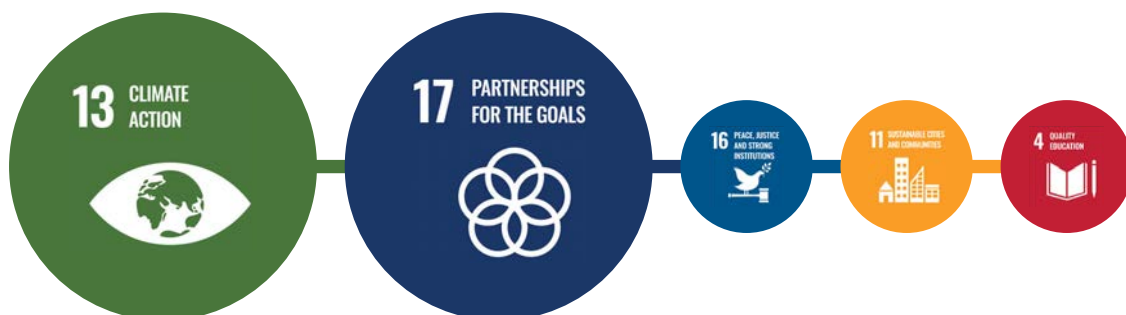 13 CLIMATE
ACTION
17 PARTNERSHIPS
FOR THE GOALS
16 PEACE, JUSTICE
AND STRONG
INSTITUTIONS
11 SUSTAINABLE CITIES
AND COMMUNITIES
4 QUALITY
EDUCATION